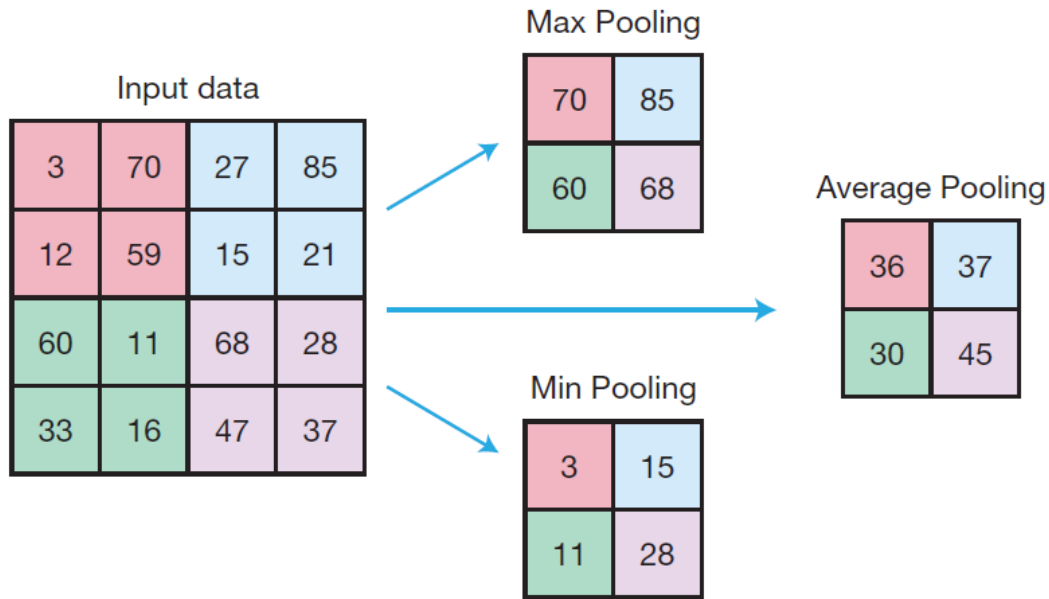 Max Pooling
70 85
60 68
Input data
3 70 27 85
12 59 15 21
60 11 68 28
33 16 47 37
Average Pooling
36 37
30 45
Min Pooling
3 15
11 28